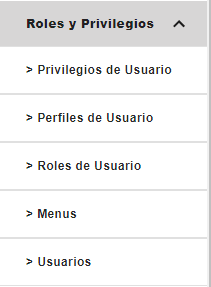 Roles y Privilegios
> Privilegios de Usuario
> Perfiles de Usuario
> Roles de Usuario
> Menus
> Usuarios